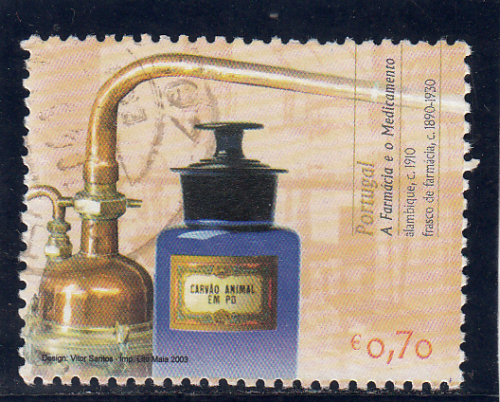 Portugal
A Farmácia e o Medicamento
alambique, c. 1910
frasco de farmácia, c. 1890-1930
CARVÃO ANIMAL
EM PÓ
€0,70
Design: Vitor Santos - Imp. Lito Maia 2003